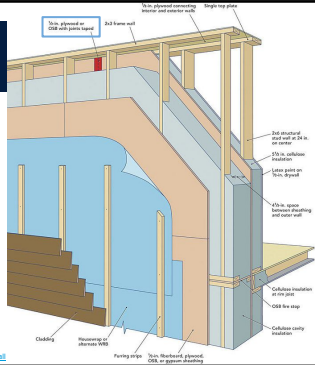 ½-in. plywood connecting
interior and exterior walls
Single top plate
½-in. plywood or
OSB with joints taped
2x3 frame wall
2x6 structural
stud wall at 24 in.
on center
5½ in. cellulose
insulation
Latex paint on
½-in. drywall
4½-in. space
between sheathing
and outer wall
Cellulose insulation
at rim joist
OSB fire stop
Cellulose cavity
insulation
Cladding
Housewrap or
alternate WRB
Furring strips
½-in. fiberboard, plywood,
OSB, or gypsum sheathing